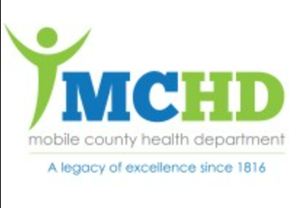 MCHD
mobile county health department
A legacy of excellence since 1816